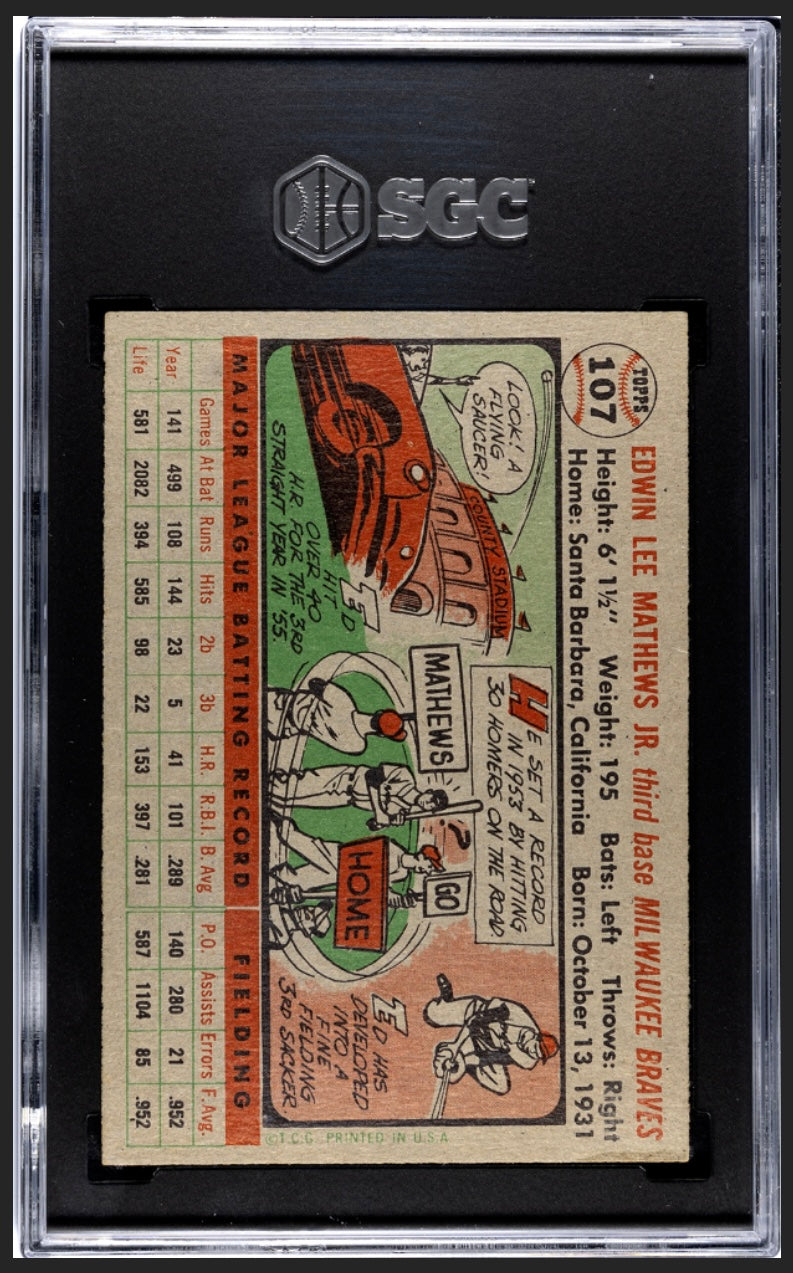 SGC
TOPPS
107
EDWIN LEE MATHEWS JR. third base MILWAUKEE BRAVES
Height: 6' 1½" Weight: 195 Bats: Left Throws: Right
Home: Santa Barbara, California Born: October 13, 1931
LOOK! A
FLYING
SAUCER!
COUNTY STADIUM
TED
HIT
OVER 40
HR FOR THE 3RD
STRAIGHT YEAR IN '55.
HE SET A RECORD
IN 1953 BY HITTING
30 HOMERS ON THE ROAD.
MATHEWS
?
GO
HOME
TED HAS
DEVELOPED
INTO A
FINE
FIELDING
3RD SACKER.
©T.C.G. PRINTED IN U.S.A.
MAJOR LEAGUE BATTING RECORD FIELDING
Games At Bat Runs Hits 2b 3b H.R. R.B.I. B. Avg P.O. Assists Errors F. Avg.
Year 141 499 108 144 23 5 41 101 .289 140 280 21 .952
Life 581 2082 394 585 98 22 153 397 .281 587 1104 85 .952